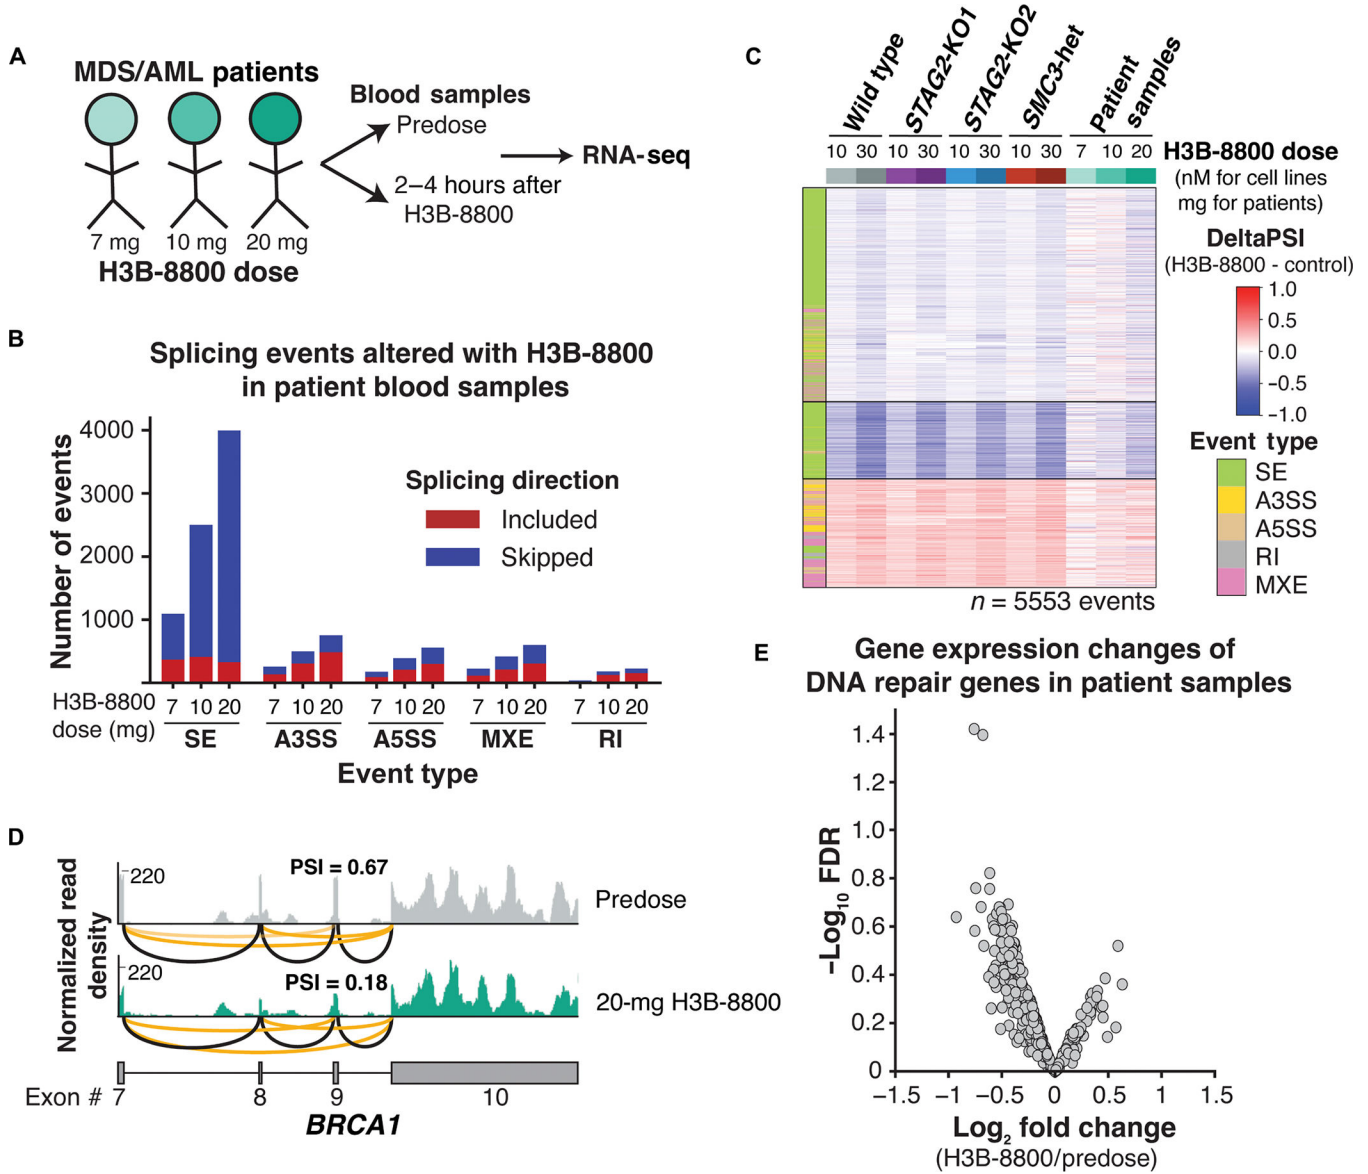 A
MDS/AML patients
7 mg 10 mg 20 mg
H3B-8800 dose
Blood samples
Predose
2–4 hours after
H3B-8800
RNA-seq
B
Splicing events altered with H3B-8800
in patient blood samples
Number of events
4000
3000
2000
1000
Splicing direction
Included
Skipped
H3B-8800
dose (mg)
7 10 20 7 10 20 7 10 20 7 10 20 7 10 20
SE A3SS A5SS MXE RI
Event type
C
Wild type
STAG2-KO1
STAG2-KO2
SMC3-het
Patient
samples
10 30 10 30 10 30 10 30 7 10 20
H3B-8800 dose
(nM for cell lines
mg for patients)
DeltaPSI
(H3B-8800 - control)
1.0
0.5
0.0
−0.5
−1.0
Event type
SE
A3SS
A5SS
RI
MXE
n = 5553 events
D
Normalized read
density
220
PSI = 0.67
Predose
220
PSI = 0.18
20-mg H3B-8800
Exon # 7 8 9 10
BRCA1
E
Gene expression changes of
DNA repair genes in patient samples
−Log10 FDR
1.4
1.2
1.0
0.8
0.6
0.4
0.2
0
−1.5 −1 −0.5 0 0.5 1 1.5
Log2 fold change
(H3B-8800/predose)